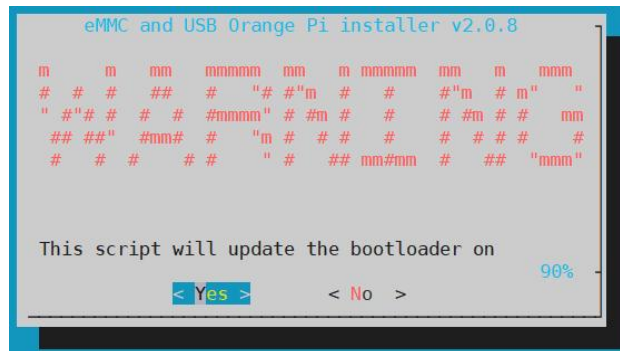 eMMC and USB Orange Pi installer v2.0.8
WARNING
This script will update the bootloader on
90%
< Yes > < No >